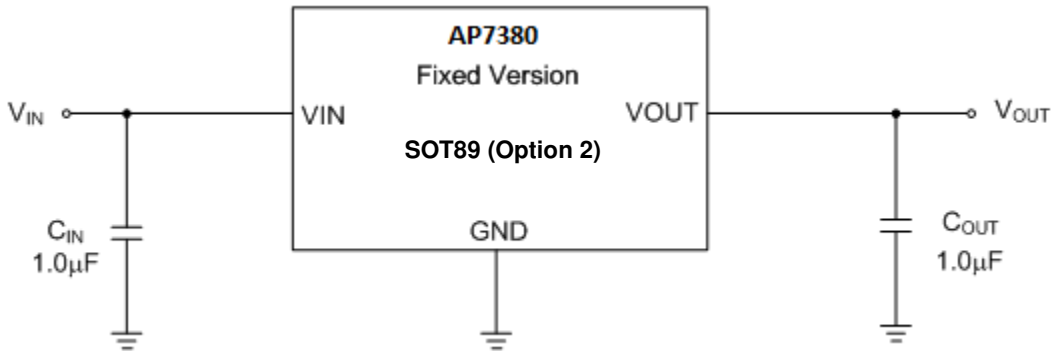 AP7380
Fixed Version
VIN
VIN
VOUT
VOUT
SOT89 (Option 2)
CIN
1.0μF
GND
COUT
1.0μF